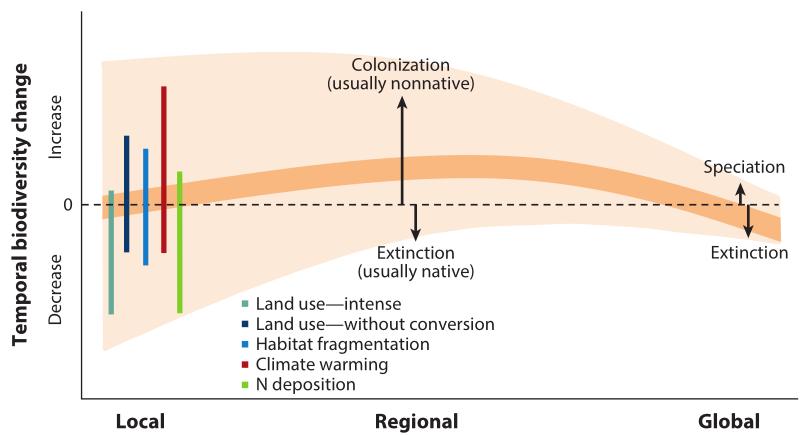 Temporal biodiversity change
Increase
0
Decrease
Colonization
(usually nonnative)
Extinction
(usually native)
Speciation
Extinction
Land use—intense
Land use—without conversion
Habitat fragmentation
Climate warming
N deposition
Local
Regional
Global